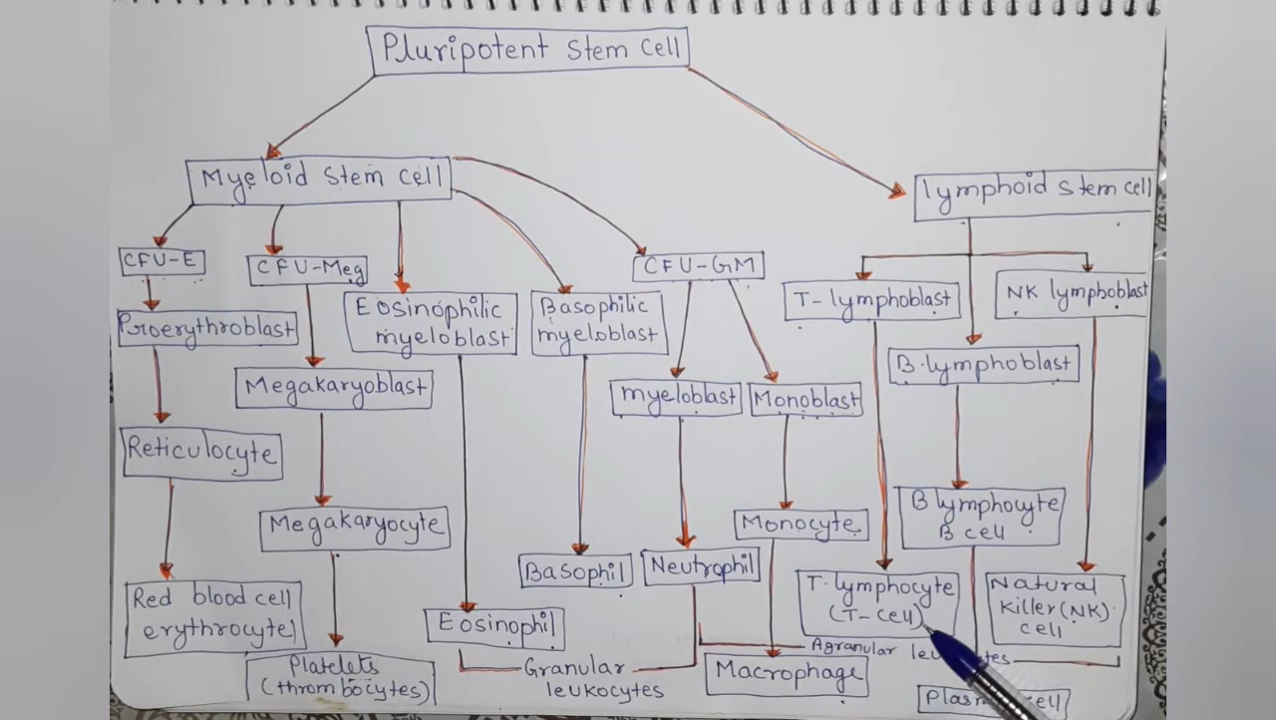 Pluripotent Stem Cell
Myeloid Stem Cell
lymphoid stem cell
CFU-E
CFU-Meg
CFU-GM
Eosinophilic
myeloblast
Basophilic
myeloblast
T-lymphoblast
NK lymphoblast
Proerythroblast
Megakaryoblast
myeloblast
Monoblast
B.lymphoblast
Reticulocyte
Megakaryocyte
Monocyte
B lymphocyte
B cell
Basophil
Neutrophil
T.lymphocyte
(T-Cell)
Natural
Killer (NK)
cell
Red blood cell
erythrocyte)
Eosinophil
Platelets
(thrombocytes)
Granular
leukocytes
Macrophage
Agranular